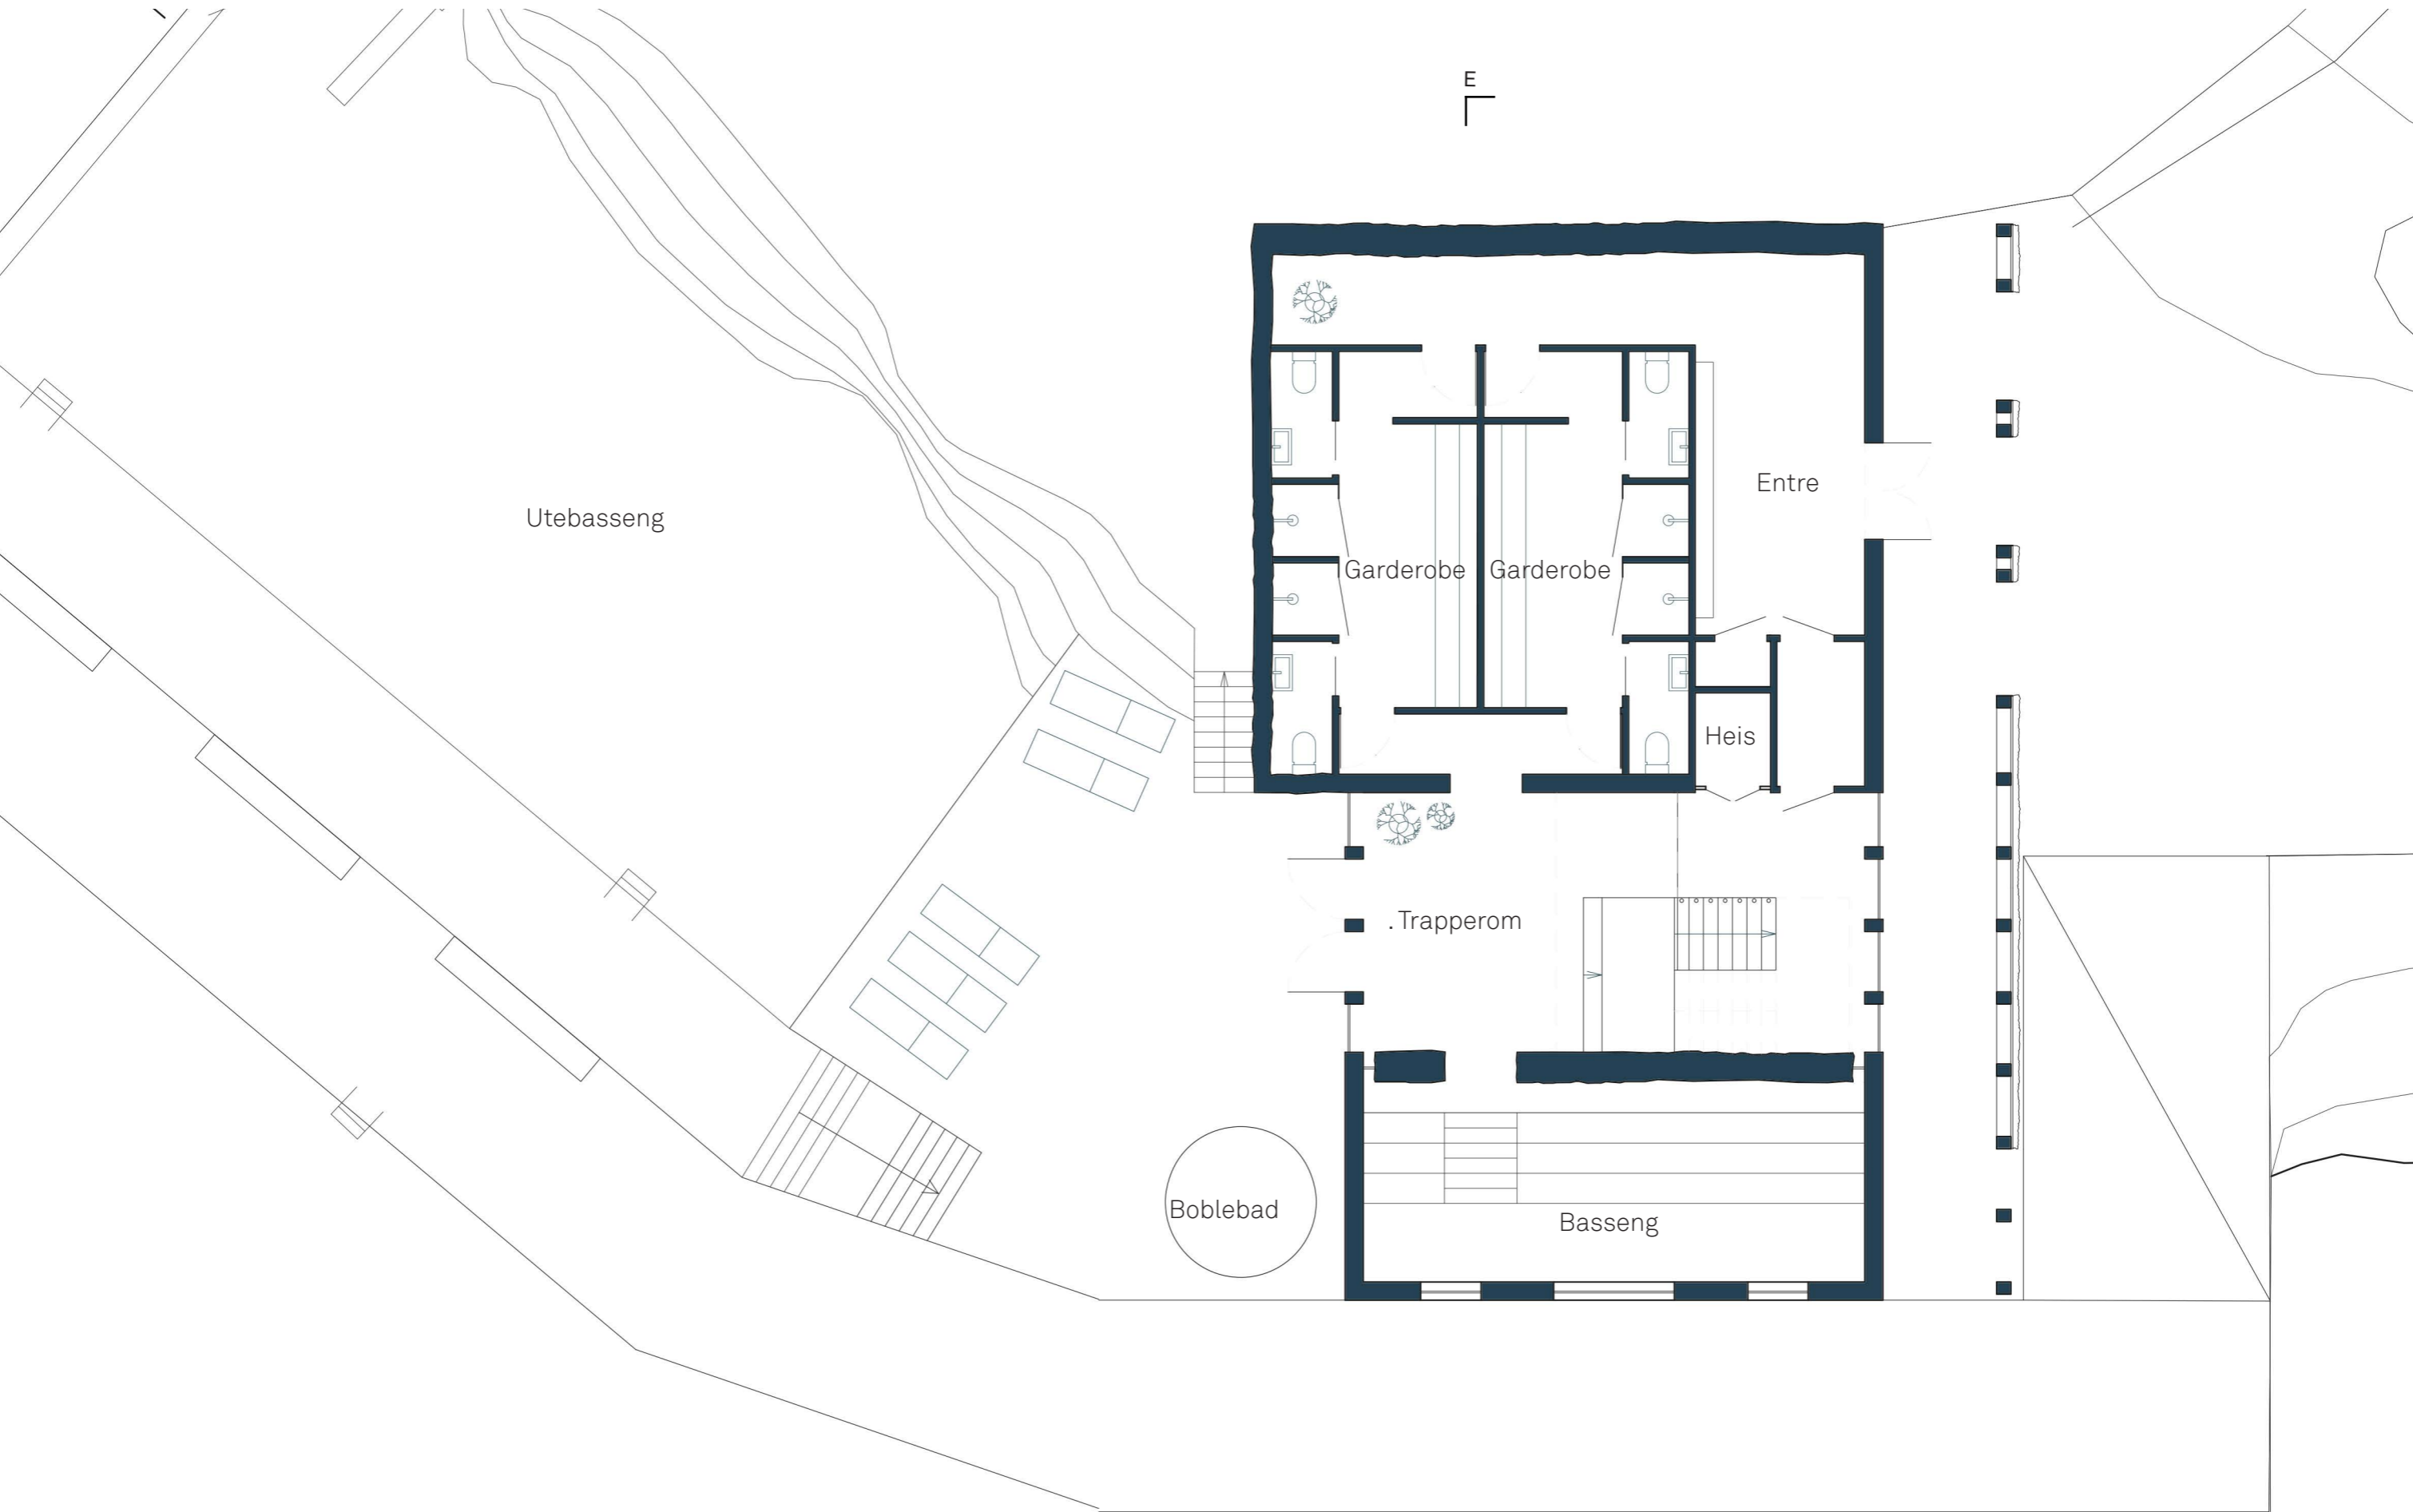 E
Entre
Utebasseng
Garderobe
Garderobe
Heis
. Trapperom
Boblebad
Basseng